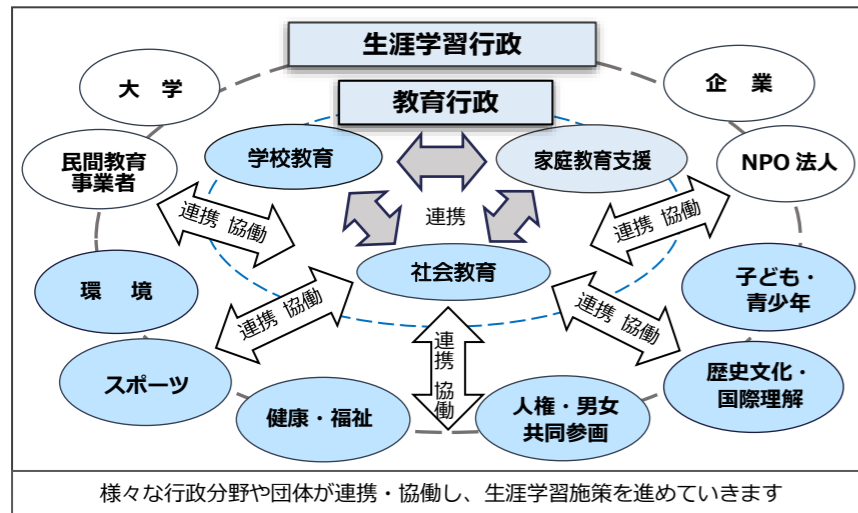 生涯学習行政
大　学
企　業
教育行政
民間教育
事業者
学校教育
家庭教育支援
NPO 法人
連携 協働
連携
連携 協働
環　境
社会教育
子ども・
青少年
連携 協働
連携 協働
連携 協働
スポーツ
歴史文化・
国際理解
健康・福祉
人権・男女
共同参画
様々な行政分野や団体が連携・協働し、生涯学習施策を進めていきます